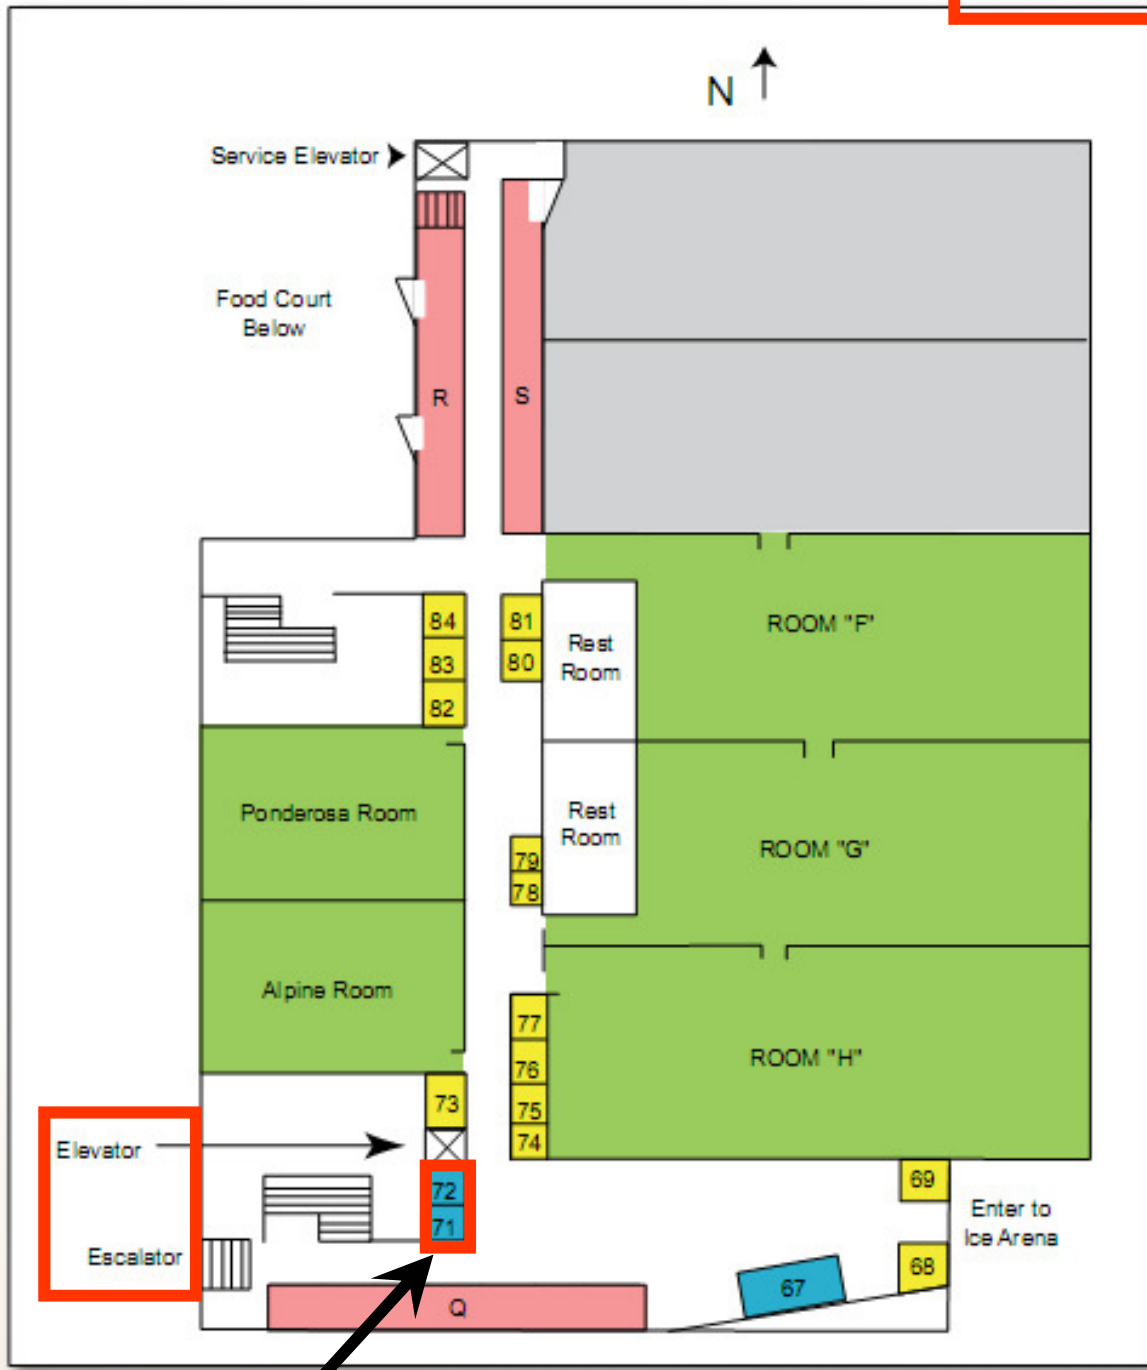 N
Service Elevator
Food Court
Below
R
S
84
83
82
81
80
Rest
Room
ROOM "F"
Ponderosa Room
Rest
Room
ROOM "G"
79
78
Alpine Room
77
76
75
74
ROOM "H"
73
Elevator
72
71
69
Enter to
Ice Arena
Escalator
68
67
Q